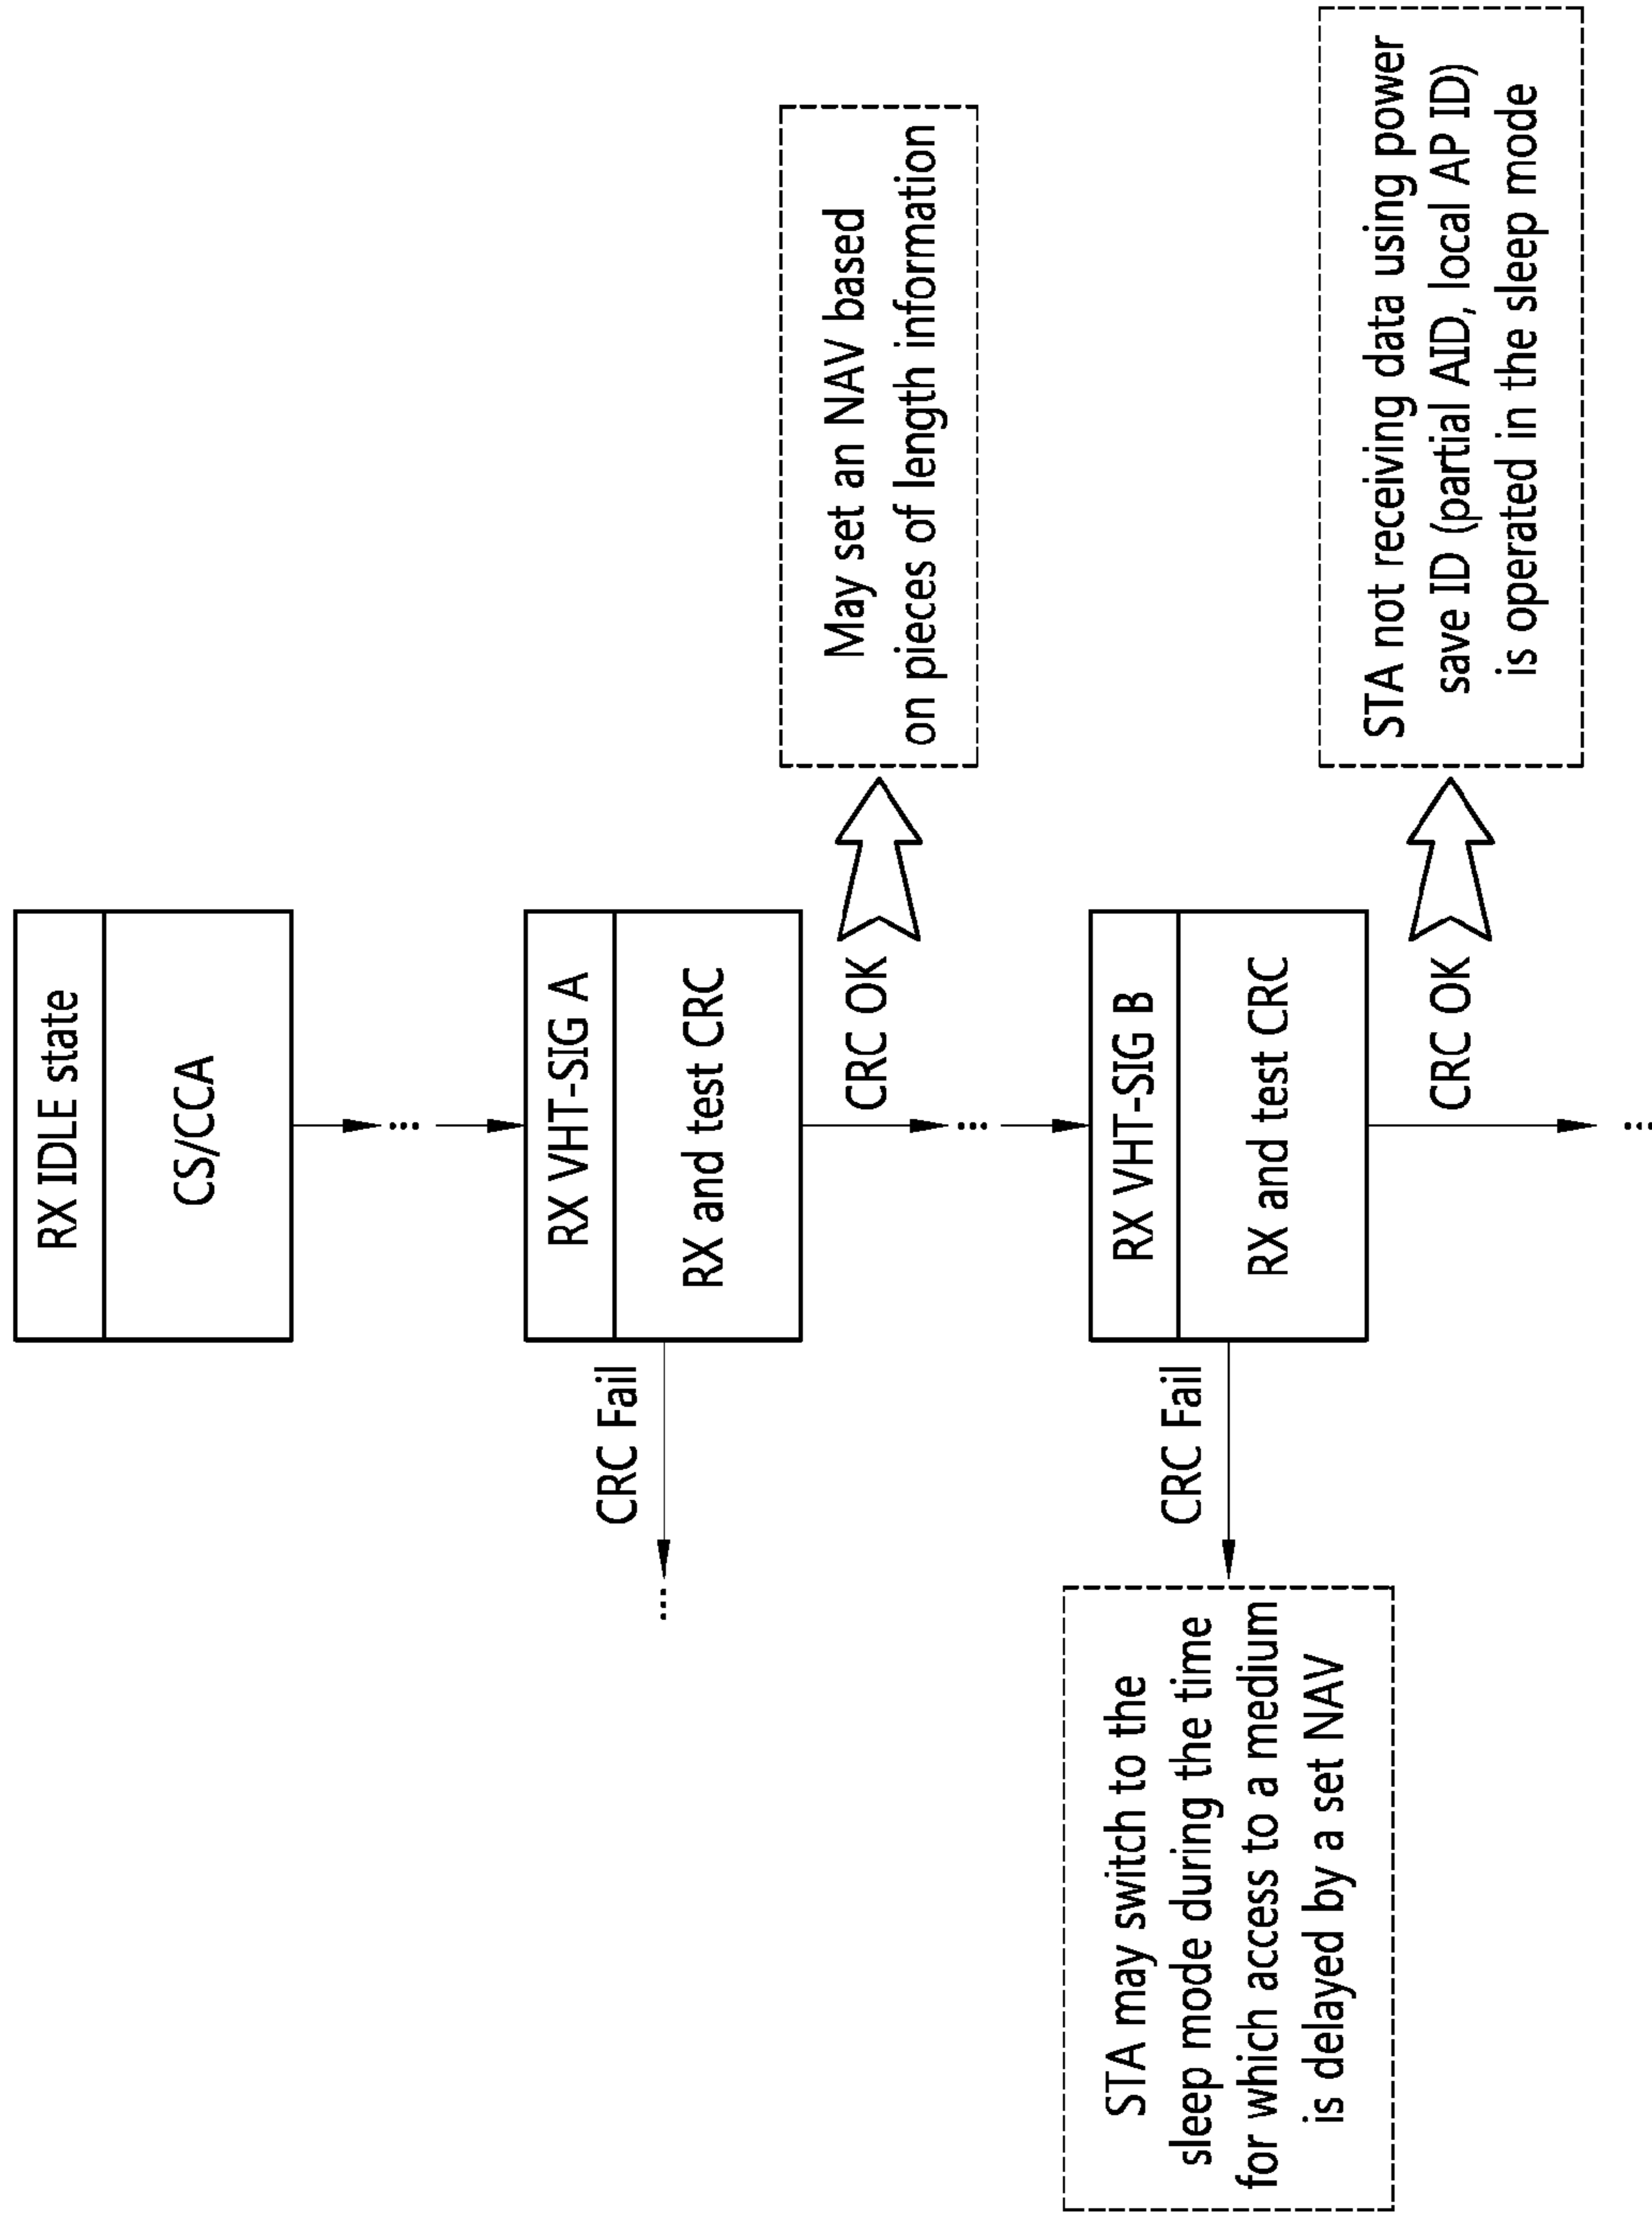 RX IDLE state
CS/CCA
...
RX VHT-SIG A
RX and test CRC
CRC Fail
...
CRC OK
May set an NAV based
on pieces of length information
...
RX VHT-SIG B
RX and test CRC
CRC Fail
STA may switch to the
sleep mode during the time
for which access to a medium
is delayed by a set NAV
CRC OK
STA not receiving data using power
save ID (partial AID, local AP ID)
is operated in the sleep mode
...